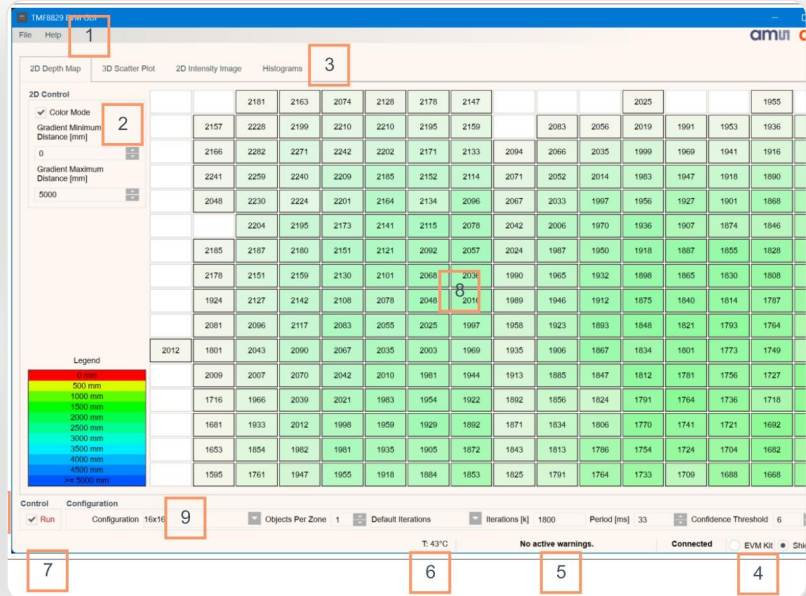 TMF8829 EVM GUI
File Help 1
amu
2D Depth Map 3D Scatter Plot 2D Intensity Image Histograms 3
2D Control
Color Mode
Gradient Minimum 2
Distance [mm]
0
Gradient Maximum
Distance [mm]
5000
2181 2163 2074 2128 2178 2147 2025 1955
2157 2228 2199 2210 2210 2195 2159 2083 2056 2019 1991 1953 1936
2166 2282 2271 2242 2202 2171 2133 2094 2066 2035 1999 1969 1941 1916
2241 2259 2240 2209 2185 2152 2114 2071 2052 2014 1983 1947 1918 1890
2048 2230 2224 2201 2164 2134 2096 2067 2033 1997 1956 1927 1901 1868
2204 2195 2173 2141 2115 2078 2042 2006 1970 1936 1907 1874 1846
2185 2187 2180 2151 2121 2092 2057 2024 1987 1950 1918 1887 1855 1828
2178 2151 2159 2130 2101 2068 2036 1990 1965 1932 1898 1865 1830 1808
8
1924 2127 2142 2108 2078 2048 2016 1989 1946 1912 1875 1840 1814 1787
2081 2096 2117 2083 2055 2025 1997 1958 1923 1893 1848 1821 1793 1764
2012 1801 2043 2090 2067 2035 2003 1969 1935 1906 1867 1834 1801 1773 1749
2009 2007 2070 2042 2010 1981 1944 1913 1885 1847 1812 1781 1756 1727
1716 1966 2039 2021 1983 1954 1922 1892 1856 1824 1791 1764 1736 1718
1681 1933 2012 1998 1959 1929 1892 1871 1834 1806 1770 1741 1721 1692
1653 1854 1982 1981 1935 1905 1872 1843 1813 1786 1754 1724 1704 1682
1595 1761 1947 1955 1918 1884 1853 1825 1791 1764 1733 1709 1688 1668
Legend
0 mm
500 mm
1000 mm
1500 mm
2000 mm
2500 mm
3000 mm
3500 mm
4000 mm
4500 mm
>= 5000 mm
Control Configuration
Run Configuration 16x16 9 Objects Per Zone 1 Default Iterations Iterations [k] 1800 Period [ms] 33 Confidence Threshold 6
T: 43°C No active warnings. Connected EVM Kit Shi
7 6 5 4